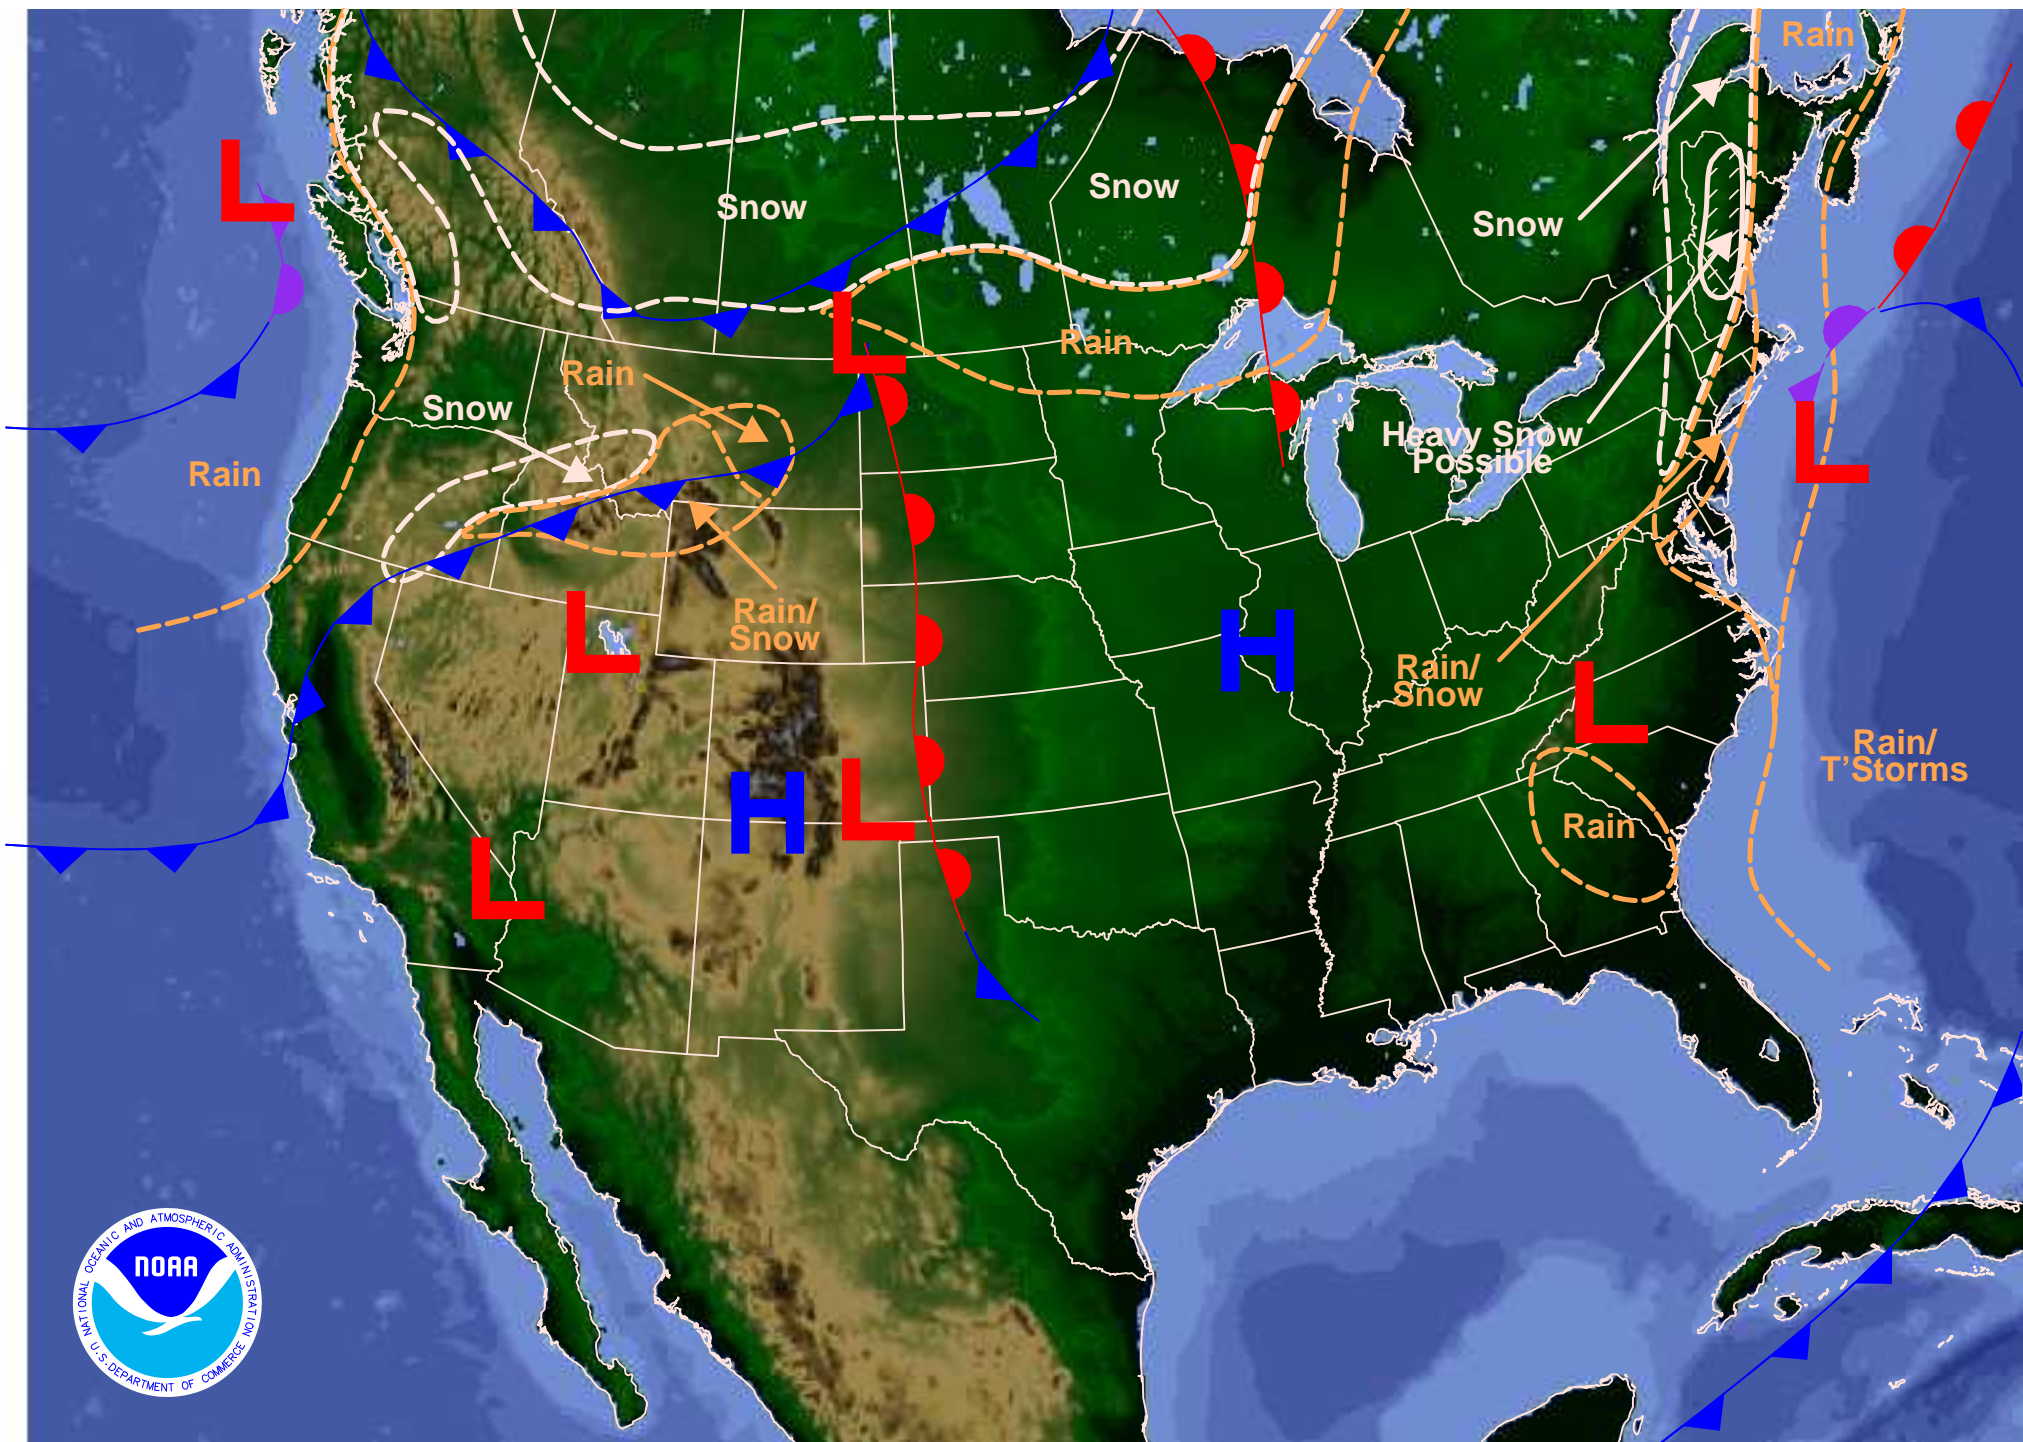 Rain
L
Snow
Snow
Snow
L
Rain
Rain
Snow
Heavy Snow
Possible
L
Rain
Rain/
Snow
L
H
Rain/
Snow
L
Rain/
T'Storms
H
L
Rain
L
NATIONAL OCEANIC AND ATMOSPHERIC ADMINISTRATION
NOAA
U.S. DEPARTMENT OF COMMERCE